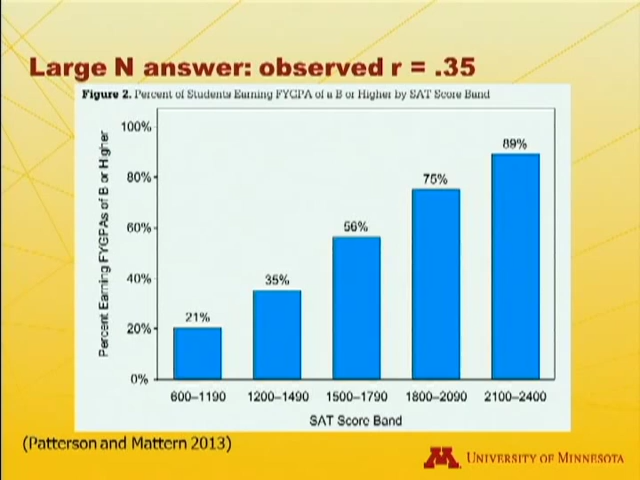 Large N answer: observed r = .35
Figure 2. Percent of Students Earning FYGPA of a B or Higher by SAT Score Band
Percent Earning FYGPAs of B or Higher
100%
80%
60%
40%
20%
0%
21%
35%
56%
75%
89%
600–1190
1200–1490
1500–1790
1800–2090
2100–2400
SAT Score Band
(Patterson and Mattern 2013)
M UNIVERSITY OF MINNESOTA